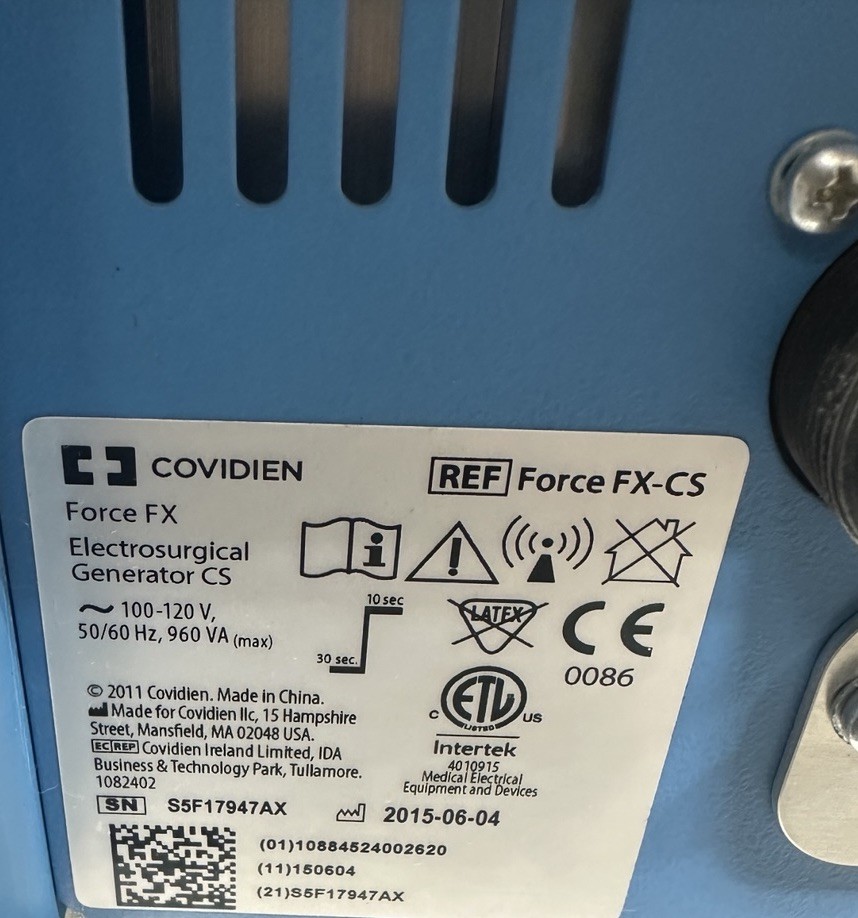 COVIDIEN
REF Force FX-CS
Force FX
Electrosurgical
Generator CS
100-120 V,
50/60 Hz, 960 VA (max)
10 sec
30 sec.
LATEX
CE
0086
© 2011 Covidien. Made in China.
Made for Covidien llc, 15 Hampshire
Street, Mansfield, MA 02048 USA.
EC REP Covidien Ireland Limited, IDA
Business & Technology Park, Tullamore.
1082402
ETL
LISTED
C US
Intertek
4010915
Medical Electrical
Equipment and Devices
SN S5F17947AX
2015-06-04
(01)10884524002620
(11)150604
(21)S5F17947AX